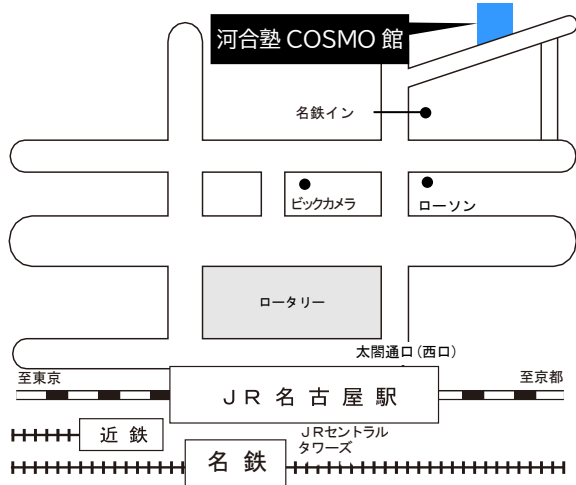 河合塾 COSMO 館
名鉄イン
ビックカメラ
ローソン
ロータリー
太閤通口(西口)
至東京
至京都
JR名古屋駅
近鉄
JRセントラル
タワーズ
名鉄